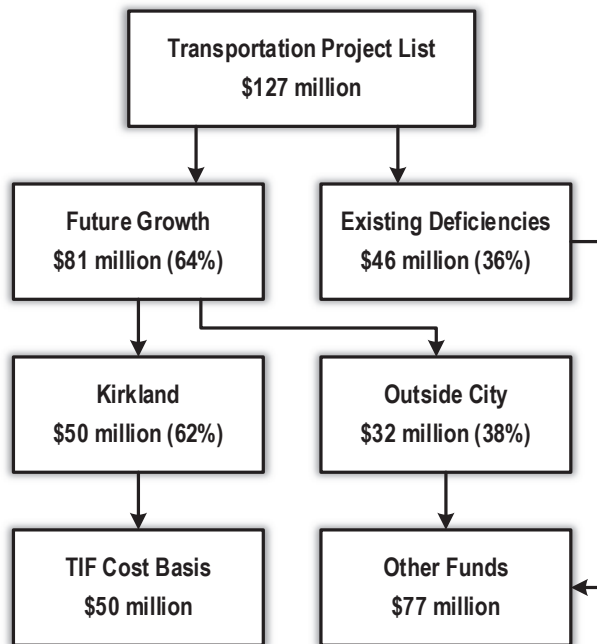 Transportation Project List
$127 million
Future Growth
$81 million (64%)
Existing Deficiencies
$46 million (36%)
Kirkland
$50 million (62%)
Outside City
$32 million (38%)
TIF Cost Basis
$50 million
Other Funds
$77 million